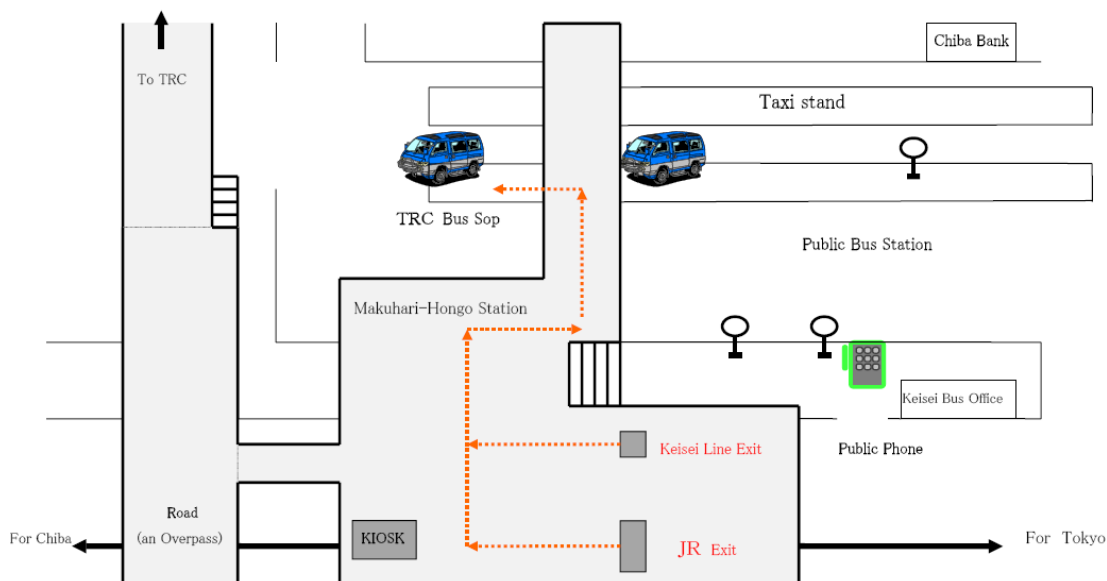 Chiba Bank
To TRC
Taxi stand
TRC Bus Sop
Public Bus Station
Makuhari-Hongo Station
Keisei Bus Office
Keisei Line Exit
Public Phone
Road
(an Overpass)
For Chiba
KIOSK
JR Exit
For Tokyo